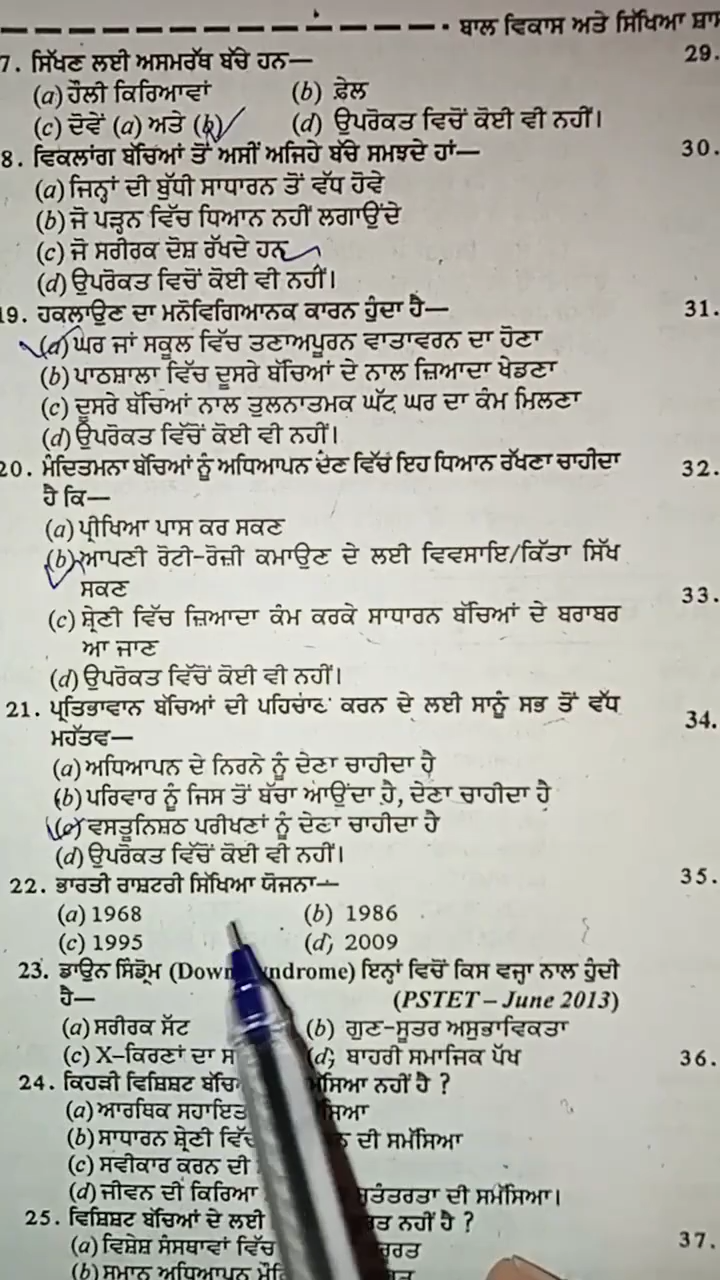 ਬਾਲ ਵਿਕਾਸ ਅਤੇ ਸਿੱਖਿਆ
7. ਸਿੱਖਣ ਲਈ ਅਸਮਰੱਥ ਬੱਚੇ ਹਨ—
(a) ਹੌਲੀ ਕਿਰਿਆਵਾਂ (b) ਫ਼ੇਲ
(c) ਦੋਵੇਂ (a) ਅਤੇ (b) (d) ਉਪਰੋਕਤ ਵਿਚੋਂ ਕੋਈ ਵੀ ਨਹੀਂ।
8. ਵਿਕਲਾਂਗ ਬੱਚਿਆਂ ਤੋਂ ਅਸੀਂ ਅਜਿਹੇ ਬੱਚੇ ਸਮਝਦੇ ਹਾਂ—
(a) ਜਿਨ੍ਹਾਂ ਦੀ ਬੁੱਧੀ ਸਾਧਾਰਨ ਤੋਂ ਵੱਧ ਹੋਵੇ
(b) ਜੋ ਪੜ੍ਹਨ ਵਿੱਚ ਧਿਆਨ ਨਹੀਂ ਲਗਾਉਂਦੇ
(c) ਜੋ ਸਰੀਰਕ ਦੋਸ਼ ਰੱਖਦੇ ਹਨ
(d) ਉਪਰੋਕਤ ਵਿਚੋਂ ਕੋਈ ਵੀ ਨਹੀਂ।
19. ਹਕਲਾਉਣ ਦਾ ਮਨੋਵਿਗਿਆਨਕ ਕਾਰਨ ਹੁੰਦਾ ਹੈ—
(a) ਘਰ ਜਾਂ ਸਕੂਲ ਵਿੱਚ ਤਣਾਅਪੂਰਨ ਵਾਤਾਵਰਨ ਦਾ ਹੋਣਾ
(b) ਪਾਠਸ਼ਾਲਾ ਵਿੱਚ ਦੂਸਰੇ ਬੱਚਿਆਂ ਦੇ ਨਾਲ ਜ਼ਿਆਦਾ ਖੇਡਣਾ
(c) ਦੂਸਰੇ ਬੱਚਿਆਂ ਨਾਲ ਤੁਲਨਾਤਮਕ ਘੱਟ ਘਰ ਦਾ ਕੰਮ ਮਿਲਣਾ
(d) ਉਪਰੋਕਤ ਵਿੱਚੋਂ ਕੋਈ ਵੀ ਨਹੀਂ।
20. ਮੰਦਿਤਮਨਾ ਬੱਚਿਆਂ ਨੂੰ ਅਧਿਆਪਨ ਦੇਣ ਵਿੱਚ ਇਹ ਧਿਆਨ ਰੱਖਣਾ ਚਾਹੀਦਾ
ਹੈ ਕਿ—
(a) ਪ੍ਰੀਖਿਆ ਪਾਸ ਕਰ ਸਕਣ
(b) ਆਪਣੀ ਰੋਟੀ-ਰੋਜ਼ੀ ਕਮਾਉਣ ਦੇ ਲਈ ਵਿਵਸਾਇ/ਕਿੱਤਾ ਸਿੱਖ
ਸਕਣ
(c) ਸ਼੍ਰੇਣੀ ਵਿੱਚ ਜ਼ਿਆਦਾ ਕੰਮ ਕਰਕੇ ਸਾਧਾਰਨ ਬੱਚਿਆਂ ਦੇ ਬਰਾਬਰ
ਆ ਜਾਣ
(d) ਉਪਰੋਕਤ ਵਿੱਚੋਂ ਕੋਈ ਵੀ ਨਹੀਂ।
21. ਪ੍ਰਤਿਭਾਵਾਨ ਬੱਚਿਆਂ ਦੀ ਪਹਿਚਾਣ ਕਰਨ ਦੇ ਲਈ ਸਾਨੂੰ ਸਭ ਤੋਂ ਵੱਧ
ਮਹੱਤਵ—
(a) ਅਧਿਆਪਨ ਦੇ ਨਿਰਨੇ ਨੂੰ ਦੇਣਾ ਚਾਹੀਦਾ ਹੈ
(b) ਪਰਿਵਾਰ ਨੂੰ ਜਿਸ ਤੋਂ ਬੱਚਾ ਆਉਂਦਾ ਹੈ, ਦੇਣਾ ਚਾਹੀਦਾ ਹੈ
(c) ਵਸਤੂਨਿਸ਼ਠ ਪਰੀਖਣਾਂ ਨੂੰ ਦੇਣਾ ਚਾਹੀਦਾ ਹੈ
(d) ਉਪਰੋਕਤ ਵਿੱਚੋਂ ਕੋਈ ਵੀ ਨਹੀਂ।
22. ਭਾਰਤੀ ਰਾਸ਼ਟਰੀ ਸਿੱਖਿਆ ਯੋਜਨਾ—
(a) 1968 (b) 1986
(c) 1995 (d) 2009
23. ਡਾਊਨ ਸਿੰਡ੍ਰੋਮ (Down ਇਨ੍ਹਾਂ ਵਿਚੋਂ ਕਿਸ ਵਜ੍ਹਾ ਨਾਲ ਹੁੰਦੀ
ਹੈ— (PSTET – June 2013)
(a) ਸਰੀਰਕ ਸੱਟ (b) ਗੁਣ-ਸੂਤਰ ਅਸੁਭਾਵਿਕਤਾ
(c) X-ਕਿਰਣਾਂ ਦਾ (d) ਬਾਹਰੀ ਸਮਾਜਿਕ ਪੱਖ
24. ਕਿਹੜੀ ਵਿਸ਼ਿਸ਼ਟ ਨਹੀਂ ਹੈ ?
(a) ਆਰਥਿਕ
(b) ਸਾਧਾਰਨ ਸ਼੍ਰੇਣੀ ਦੀ ਸਮੱਸਿਆ
(c) ਸਵੀਕਾਰ ਕਰਨ ਦੀ
(d) ਜੀਵਨ ਦੀ ਕਿਰਿਆ ਦੀ ਸਮੱਸਿਆ।
25. ਵਿਸ਼ਿਸ਼ਟ ਬੱਚਿਆਂ ਦੇ ਲਈ ਨਹੀਂ ਹੈ ?
(a) ਵਿਸ਼ੇਸ਼ ਸੰਸਥਾਵਾਂ ਵਿੱਚ
(b) ਸਮਾਨ ਅਧਿਆਪਨ
29.
30.
31.
32.
33.
34.
35.
36.
37.